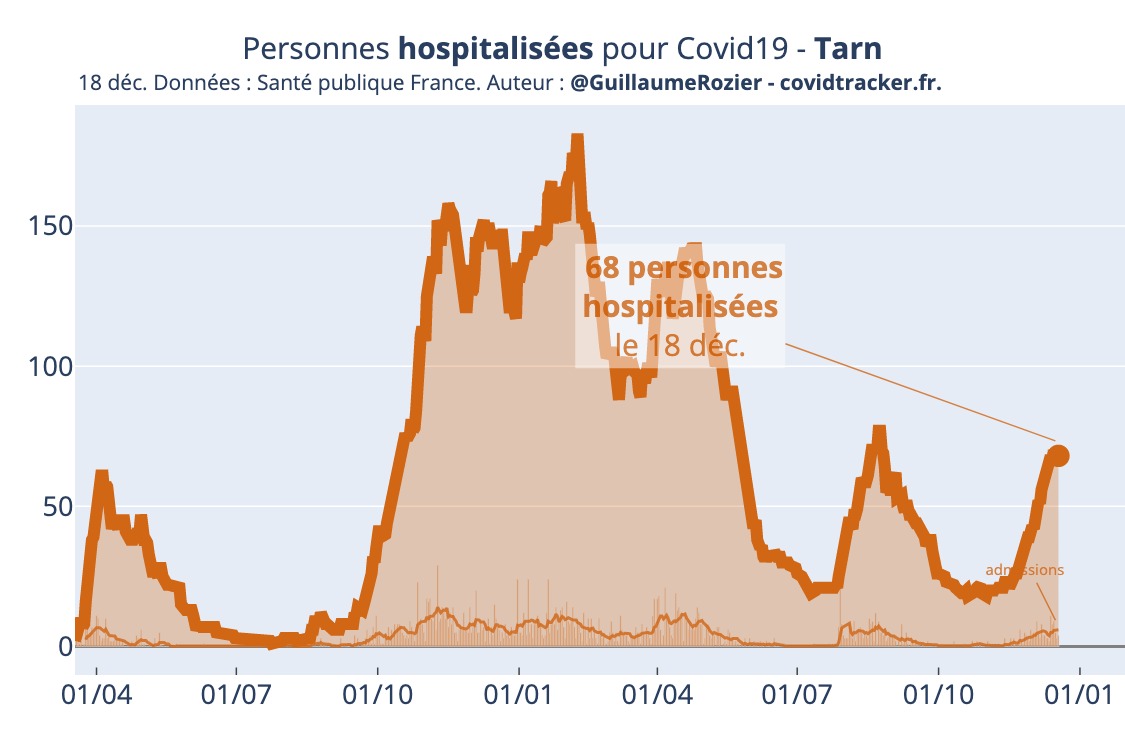 Personnes hospitalisées pour Covid19 - Tarn
18 déc. Données : Santé publique France. Auteur : @GuillaumeRozier - covidtracker.fr.
150
100
50
0
68 personnes
hospitalisées
le 18 déc.
admissions
01/04 01/07 01/10 01/01 01/04 01/07 01/10 01/01